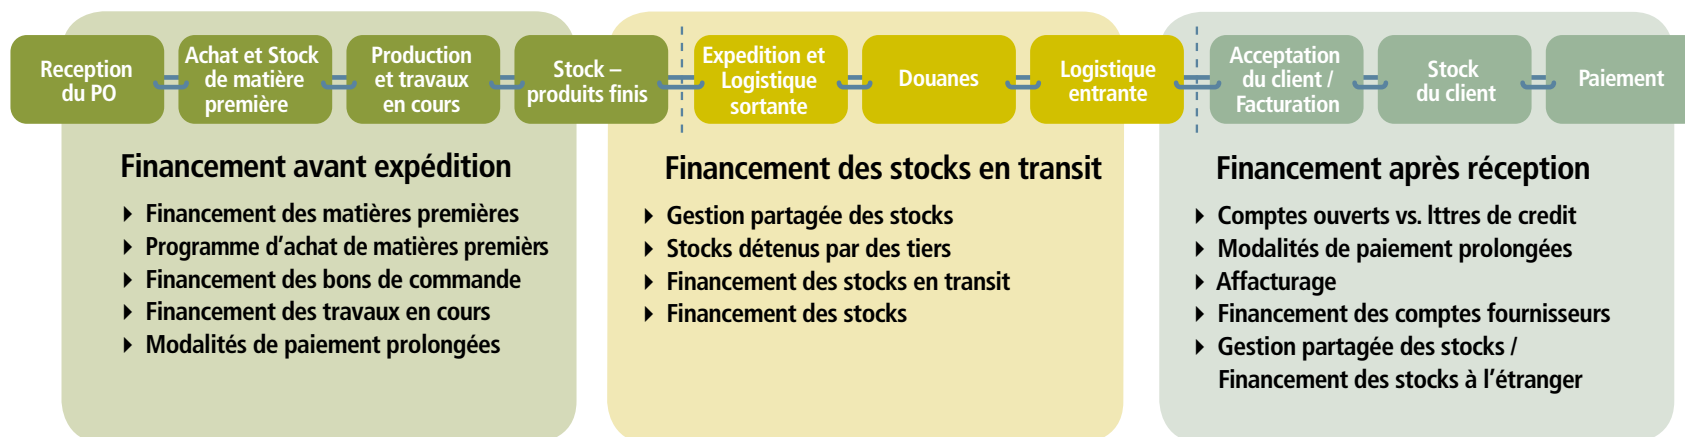 Reception
du PO
Achat et Stock
de matière
première
Production
et travaux
en cours
Stock –
produits finis
Expedition et
Logistique
sortante
Douanes
Logistique
entrante
Acceptation
du client /
Facturation
Stock
du client
Paiement
Financement avant expédition
Financement des matières premières
Programme d’achat de matières premièrs
Financement des bons de commande
Financement des travaux en cours
Modalités de paiement prolongées
Financement des stocks en transit
Gestion partagée des stocks
Stocks détenus par des tiers
Financement des stocks en transit
Financement des stocks
Financement après réception
Comptes ouverts vs. lttres de credit
Modalités de paiement prolongées
Affacturage
Financement des comptes fournisseurs
Gestion partagée des stocks /
Financement des stocks à l’étranger